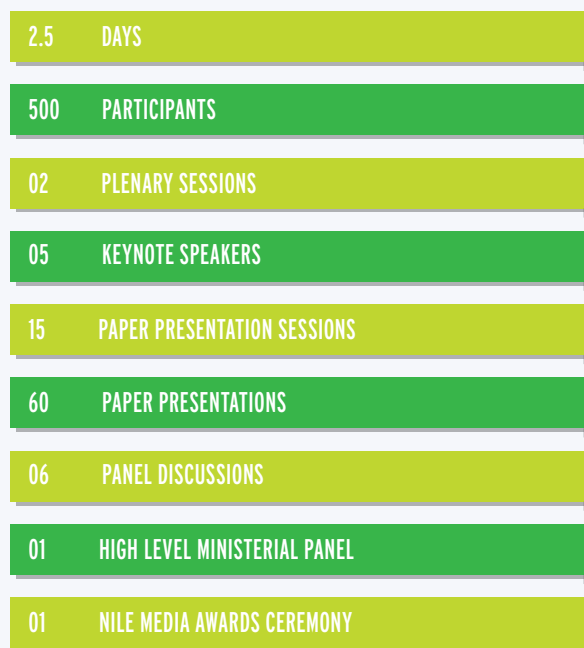 2.5 DAYS
500 PARTICIPANTS
02 PLENARY SESSIONS
05 KEYNOTE SPEAKERS
15 PAPER PRESENTATION SESSIONS
60 PAPER PRESENTATIONS
06 PANEL DISCUSSIONS
01 HIGH LEVEL MINISTERIAL PANEL
01 NILE MEDIA AWARDS CEREMONY